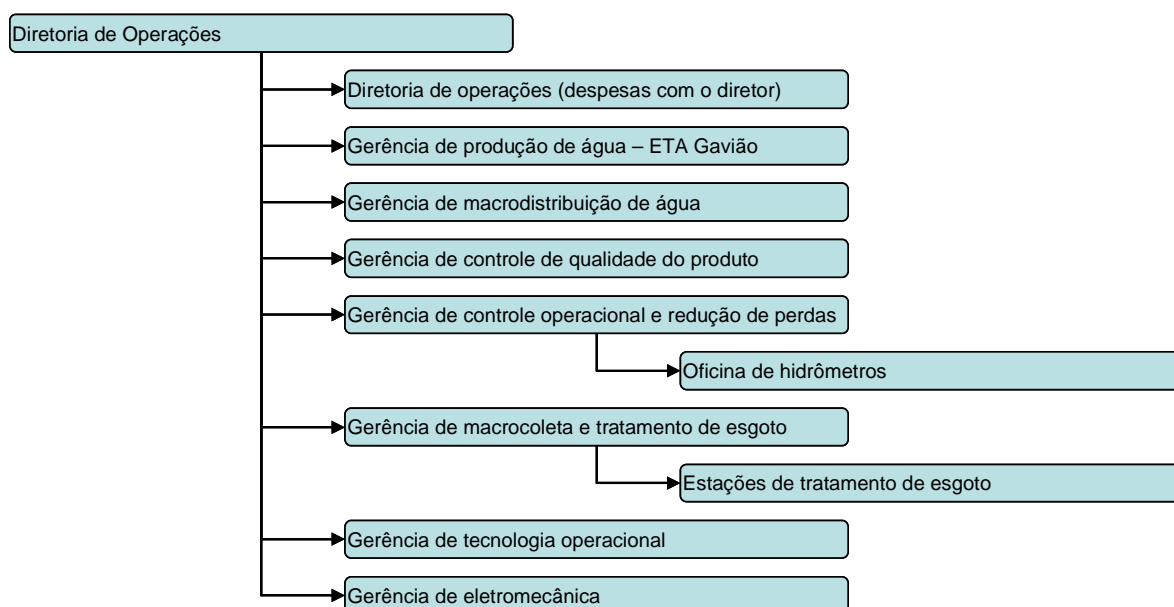 Diretoria de Operações
Diretoria de operações (despesas com o diretor)
Gerência de produção de água – ETA Gavião
Gerência de macrodistribuição de água
Gerência de controle de qualidade do produto
Gerência de controle operacional e redução de perdas
Oficina de hidrômetros
Gerência de macrocoleta e tratamento de esgoto
Estações de tratamento de esgoto
Gerência de tecnologia operacional
Gerência de eletromecânica